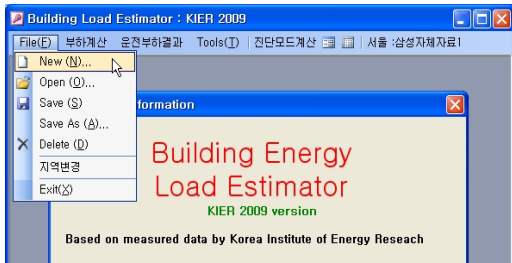 Building Load Estimator : KIER 2009
File(F) 부하계산 운전부하결과 Tools(T) 진단모드계산 서울 :삼성자체자료1
New (N)...
Open (O)...
Save (S)
Save As (A)...
Delete (D)
지역변경
Exit(X)
formation
Building Energy
Load Estimator
KIER 2009 version
Based on measured data by Korea Institute of Energy Reseach